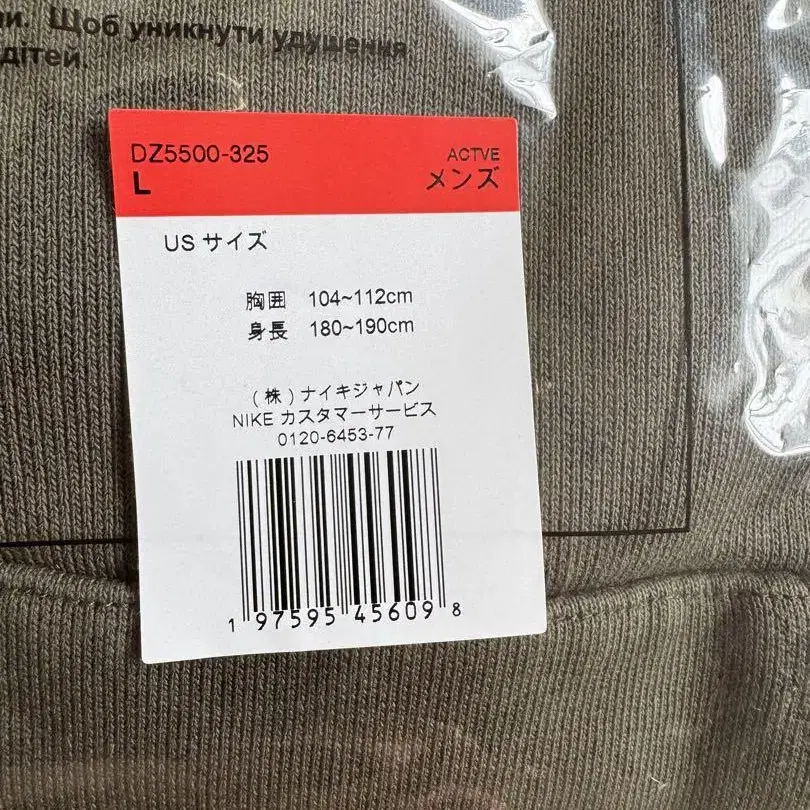 Щоб уникнути удушення
дітей.
DZ5500-325
ACTVE
L
メンズ
US サイズ
胸囲 104~112cm
身長 180~190cm
(株)ナイキジャパン
NIKE カスタマーサービス
0120-6453-77
1 97595 45609 8